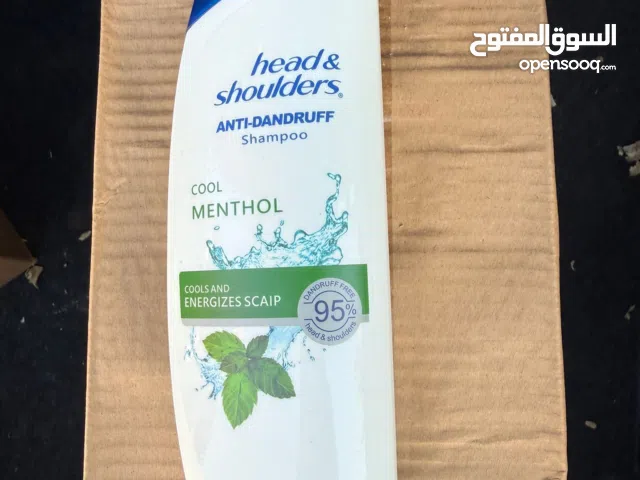 السوق المفتوح
opensooq.com
head &
shoulders®
ANTI-DANDRUFF
Shampoo
COOL
MENTHOL
COOLS AND
ENERGIZES SCAIP
DANDRUFF FREE
95%
head & shoulders